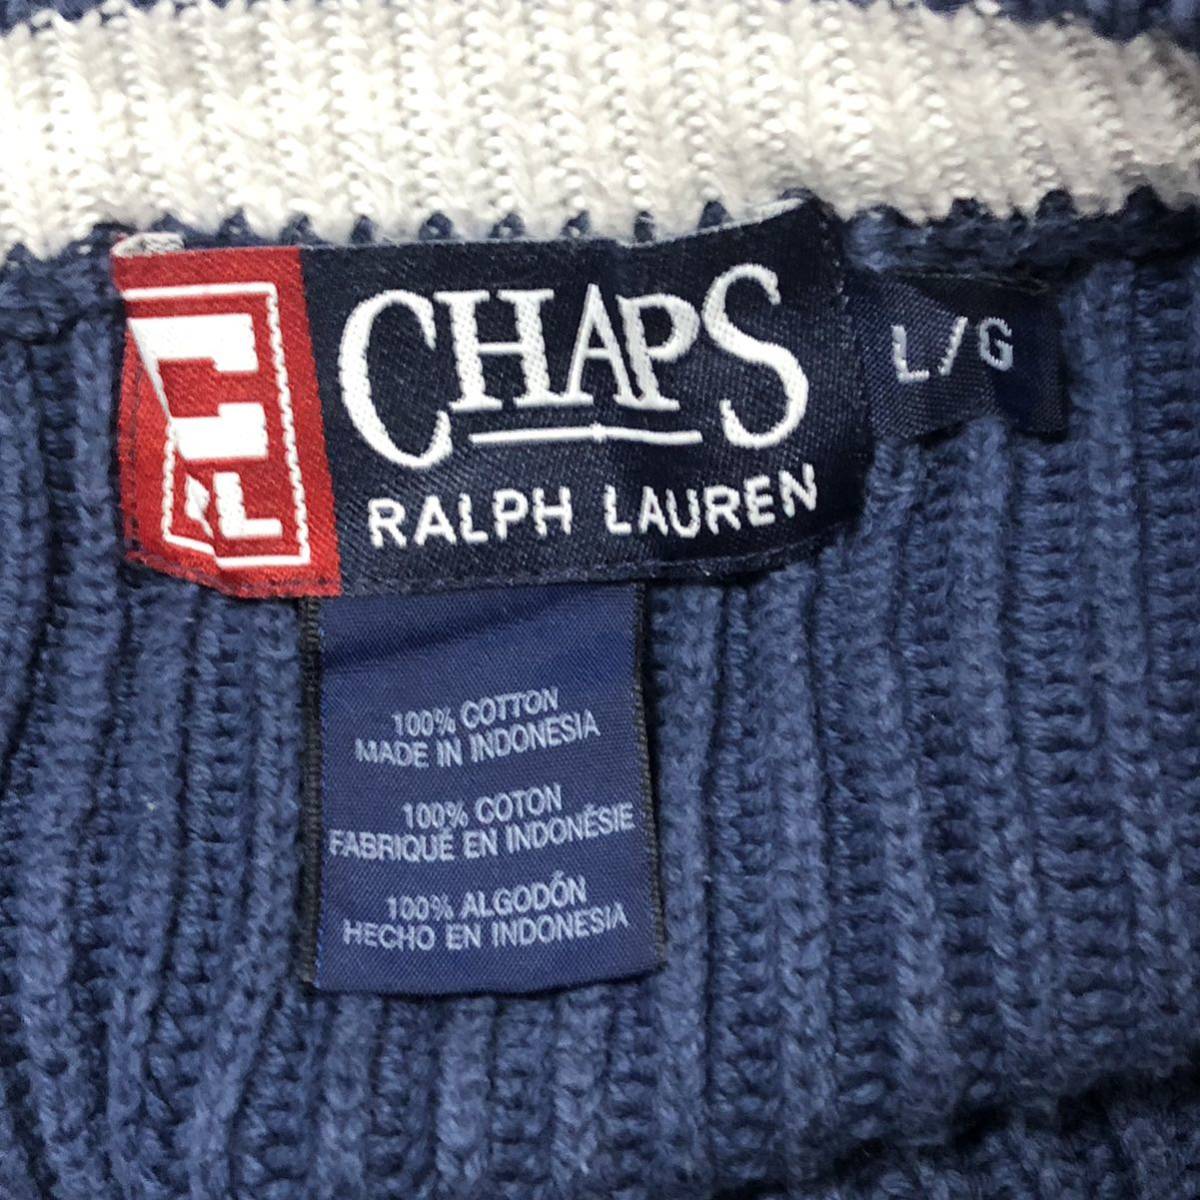 CHAPS
RALPH LAUREN
L/G
100% COTTON
MADE IN INDONESIA
100% COTON
FABRIQUÉ EN INDONÉSIE
100% ALGODÓN
HECHO EN INDONESIA